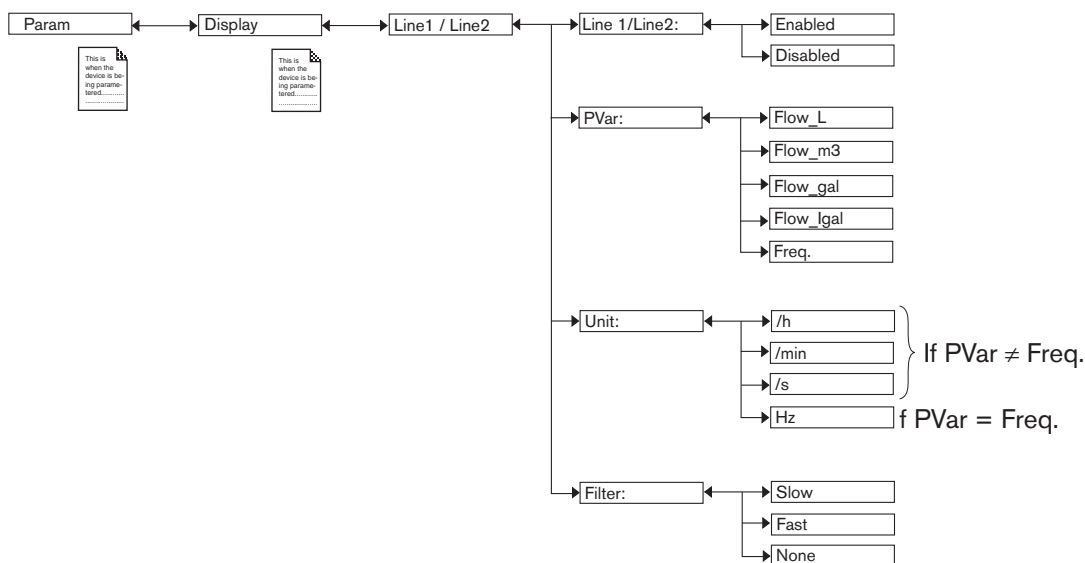 Param
Display
Line1 / Line2
Line 1/Line2:
Enabled
Disabled
This is
when the
device is be-
ing parame-
tered............
.....................
This is
when the
device is be-
ing parame-
tered............
.....................
PVar:
Flow_L
Flow_m3
Flow_gal
Flow_Igal
Freq.
Unit:
/h
/min
/s
If PVar ≠ Freq.
Hz
f PVar = Freq.
Filter:
Slow
Fast
None